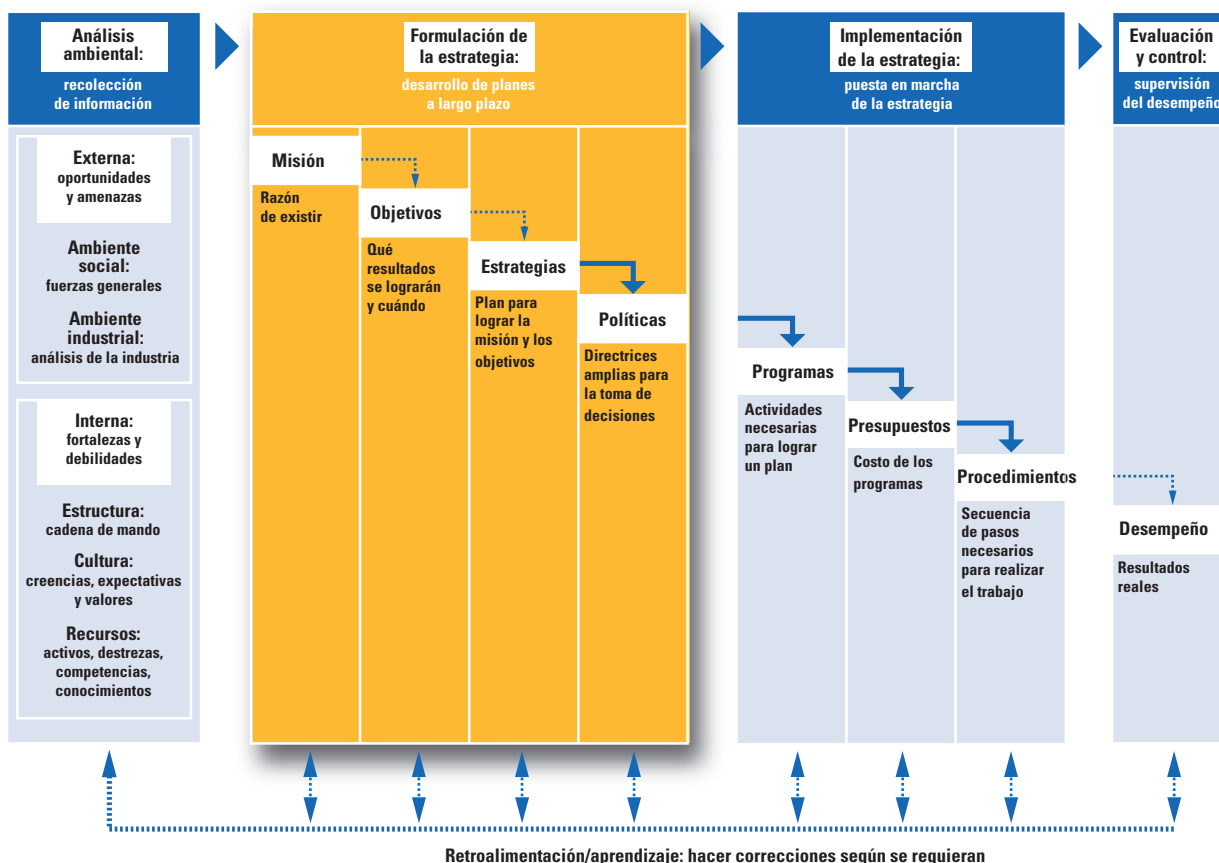 Análisis
ambiental:
recolección
de información
Externa:
oportunidades
y amenazas
Ambiente
social:
fuerzas generales
Ambiente
industrial:
análisis de la industria
Interna:
fortalezas y
debilidades
Estructura:
cadena de mando
Cultura:
creencias, expectativas
y valores
Recursos:
activos, destrezas,
competencias,
conocimientos
Formulación de
la estrategia:
desarrollo de planes
a largo plazo
Misión
Razón
de existir
Objetivos
Qué
resultados
se lograrán
y cuándo
Estrategias
Plan para
lograr la
misión y los
objetivos
Políticas
Directrices
amplias para
la toma de
decisiones
Implementación
de la estrategia:
puesta en marcha
de la estrategia
Programas
Actividades
necesarias
para lograr
un plan
Presupuestos
Costo de los
programas
Procedimientos
Secuencia
de pasos
necesarios
para realizar
el trabajo
Evaluación
y control:
supervisión
del desempeño
Desempeño
Resultados
reales
Retroalimentación/aprendizaje: hacer correcciones según se requieran